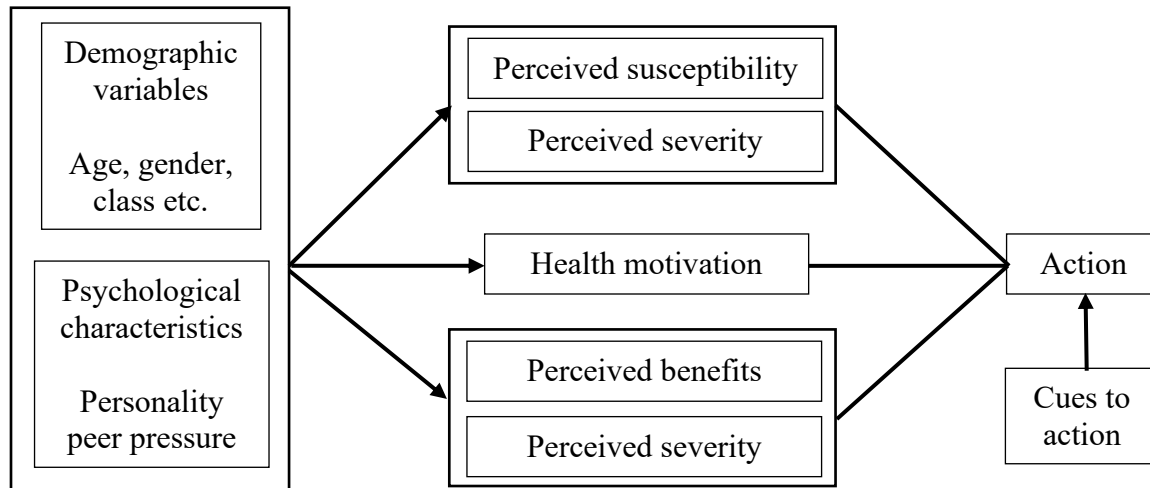 Demographic
variables
Age, gender,
class etc.
Psychological
characteristics
Personality
peer pressure
Perceived susceptibility
Perceived severity
Health motivation
Perceived benefits
Perceived severity
Action
Cues to
action